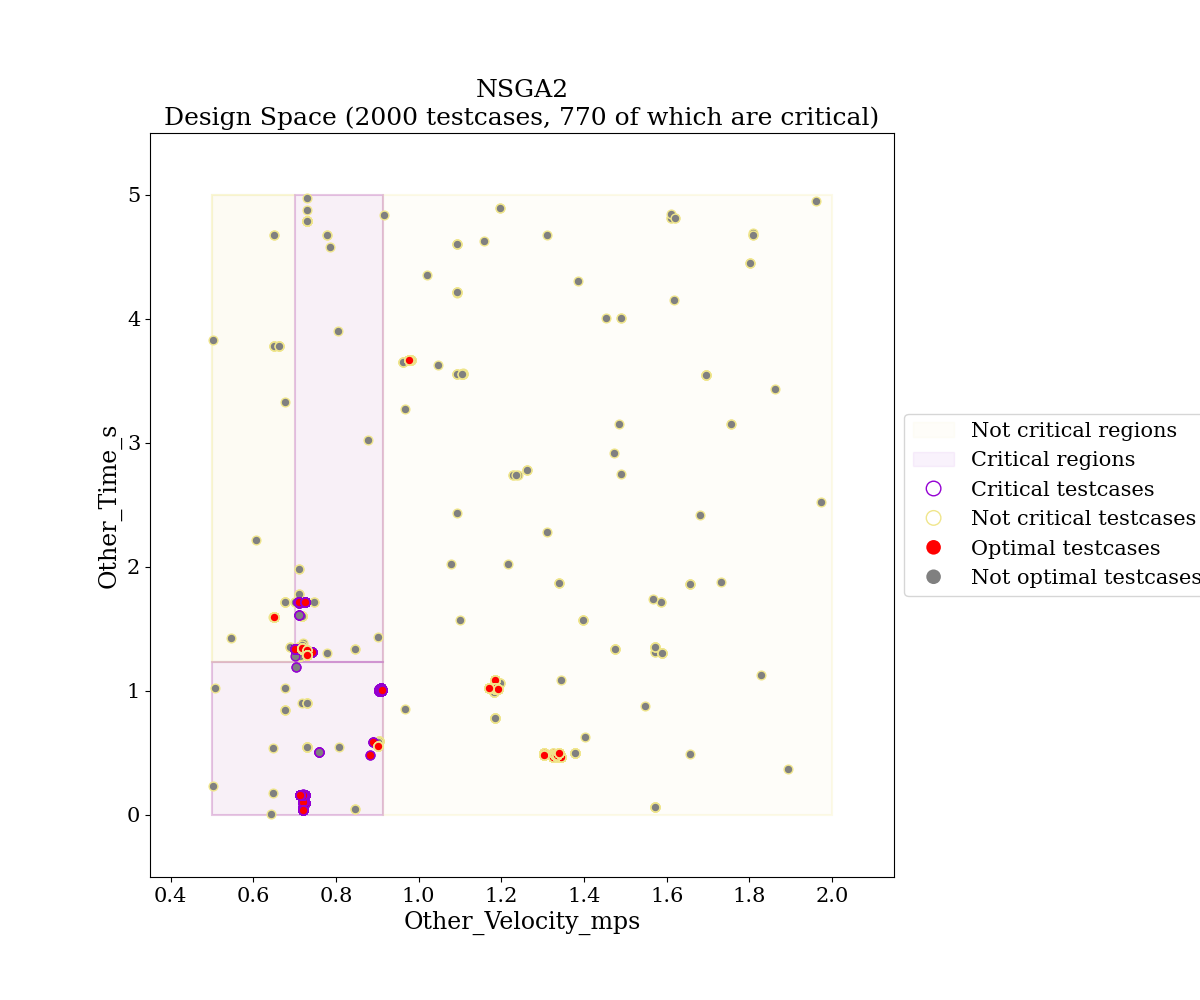 NSGA2
Design Space (2000 testcases, 770 of which are critical)
5
4
3
2
1
0
Other_Time_s
0.4 0.6 0.8 1.0 1.2 1.4 1.6 1.8 2.0
Other_Velocity_mps
Not critical regions
Critical regions
Critical testcases
Not critical testcases
Optimal testcases
Not optimal testcases